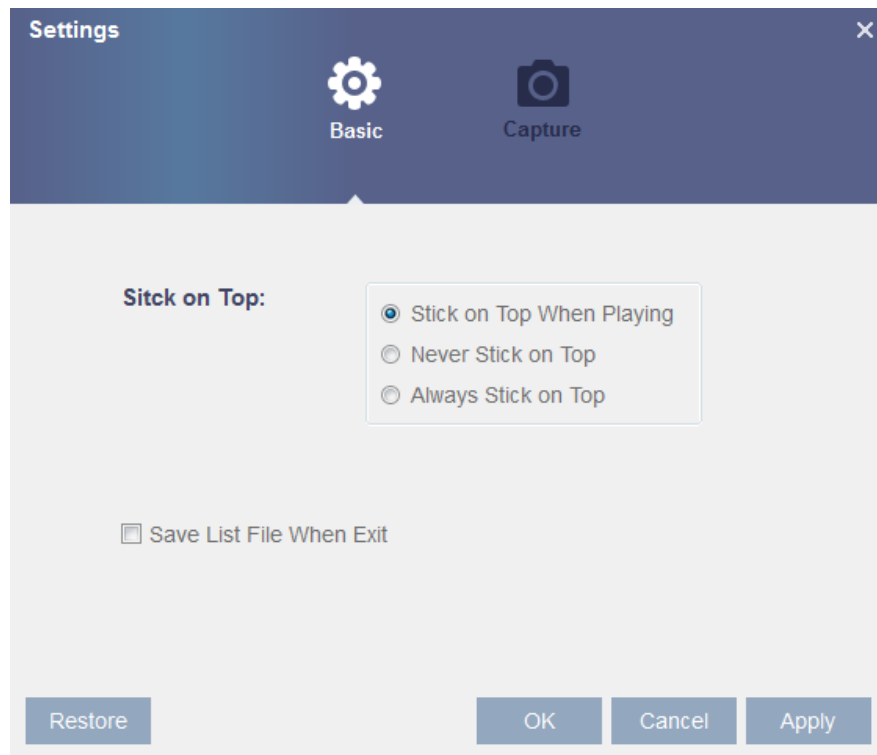 Settings
Basic
Capture
Sitck on Top:
Stick on Top When Playing
Never Stick on Top
Always Stick on Top
Save List File When Exit
Restore
OK
Cancel
Apply